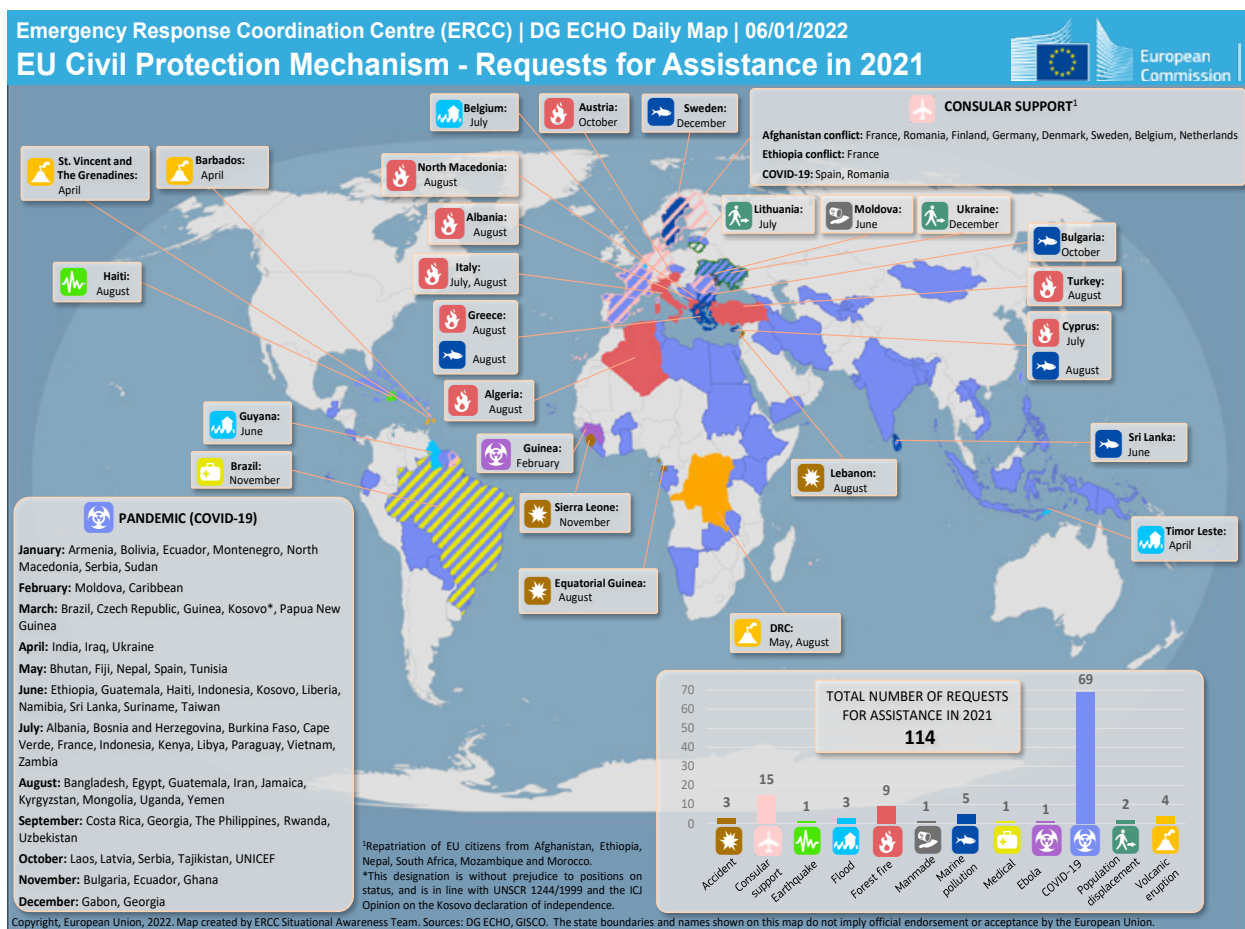 Emergency Response Coordination Centre (ERCC) | DG ECHO Daily Map | 06/01/2022
EU Civil Protection Mechanism - Requests for Assistance in 2021
European
Commission
Belgium:
July
Austria:
October
Sweden:
December
CONSULAR SUPPORT¹
Afghanistan conflict: France, Romania, Finland, Germany, Denmark, Sweden, Belgium, Netherlands
Ethiopia conflict: France
COVID-19: Spain, Romania
St. Vincent and
The Grenadines:
April
Barbados:
April
North Macedonia:
August
Albania:
August
Lithuania:
July
Moldova:
June
Ukraine:
December
Bulgaria:
October
Haiti:
August
Italy:
July, August
Turkey:
August
Greece:
August
August
Cyprus:
July
August
Algeria:
August
Guyana:
June
Guinea:
February
Sri Lanka:
June
Brazil:
November
Lebanon:
August
Sierra Leone:
November
Timor Leste:
April
Equatorial Guinea:
August
DRC:
May, August
PANDEMIC (COVID-19)
January: Armenia, Bolivia, Ecuador, Montenegro, North
Macedonia, Serbia, Sudan
February: Moldova, Caribbean
March: Brazil, Czech Republic, Guinea, Kosovo*, Papua New
Guinea
April: India, Iraq, Ukraine
May: Bhutan, Fiji, Nepal, Spain, Tunisia
June: Ethiopia, Guatemala, Haiti, Indonesia, Kosovo, Liberia,
Namibia, Sri Lanka, Suriname, Taiwan
July: Albania, Bosnia and Herzegovina, Burkina Faso, Cape
Verde, France, Indonesia, Kenya, Libya, Paraguay, Vietnam,
Zambia
August: Bangladesh, Egypt, Guatemala, Iran, Jamaica,
Kyrgyzstan, Mongolia, Uganda, Yemen
September: Costa Rica, Georgia, The Philippines, Rwanda,
Uzbekistan
October: Laos, Latvia, Serbia, Tajikistan, UNICEF
November: Bulgaria, Ecuador, Ghana
December: Gabon, Georgia
¹Repatriation of EU citizens from Afghanistan, Ethiopia,
Nepal, South Africa, Mozambique and Morocco.
*This designation is without prejudice to positions on
status, and is in line with UNSCR 1244/1999 and the ICJ
Opinion on the Kosovo declaration of independence.
TOTAL NUMBER OF REQUESTS
FOR ASSISTANCE IN 2021
114
70
60
50
40
30
20
10
0
3
15
1
3
9
1
5
1
1
69
2
4
Accident
Consular
support
Earthquake
Flood
Forest fire
Manmade
Marine
pollution
Medical
Ebola
COVID-19
Population
displacement
Volcanic
eruption
Copyright, European Union, 2022. Map created by ERCC Situational Awareness Team. Sources: DG ECHO, GISCO. The state boundaries and names shown on this map do not imply official endorsement or acceptance by the European Union.